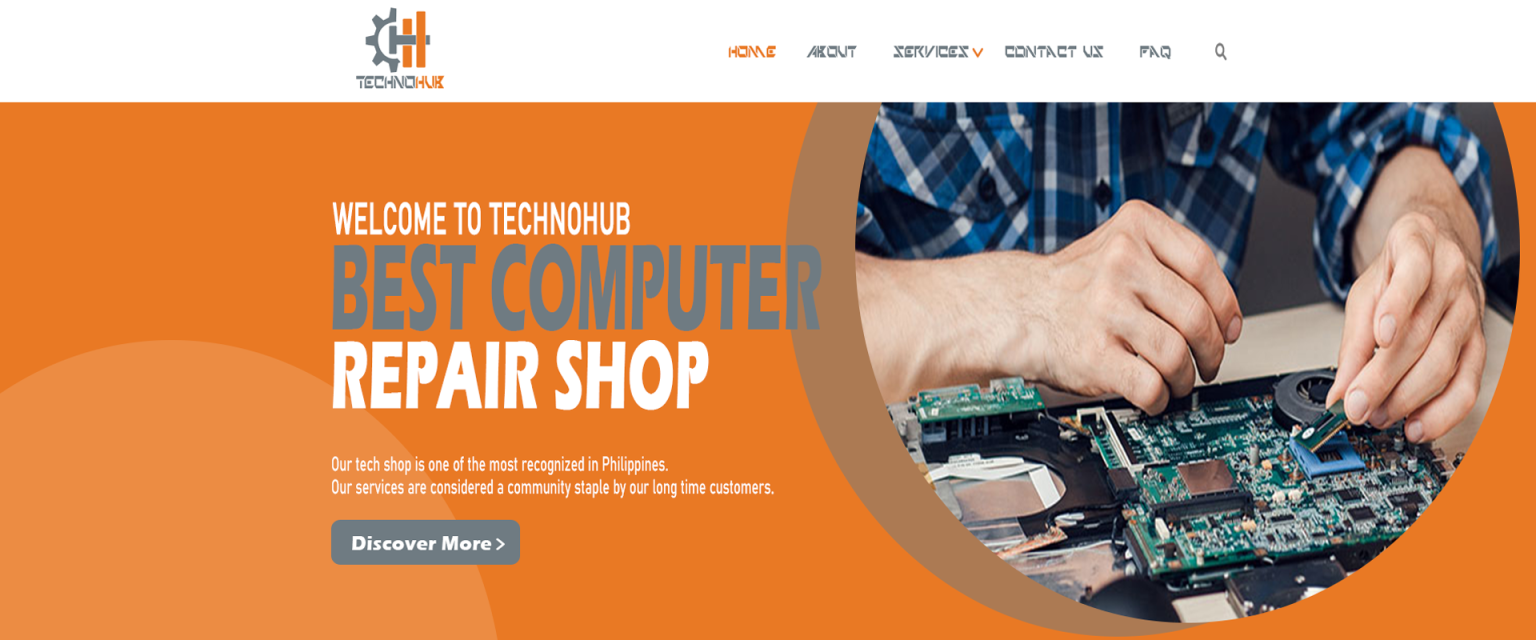 TECHNOHUB
HOME ABOUT SERVICES CONTACT US FAQ
WELCOME TO TECHNOHUB
BEST COMPUTER
REPAIR SHOP
Our tech shop is one of the most recognized in Philippines.
Our services are considered a community staple by our long time customers.
Discover More >